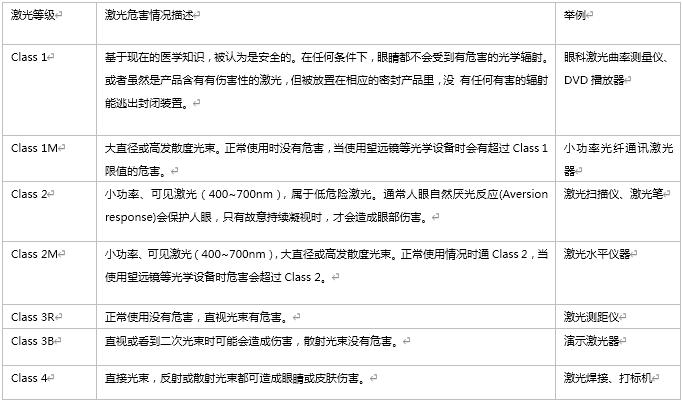 激光等级 激光危害情况描述 举例
Class 1 基于现在的医学知识，被认为是安全的。在任何条件下，眼睛都不会受到有危害的光学辐射。 眼科激光曲率测量仪、
或者虽然是产品含有有伤害性的激光，但被放置在相应的密封产品里，没 有任何有害的辐射 DVD 播放器
能逃出封闭装置。
Class 1M 大直径或高发散度光束。正常使用时没有危害，当使用望远镜等光学设备时会有超过 Class 1 小功率光纤通讯激光
限值的危害。 器
Class 2 小功率、可见激光（400~700nm），属于低危险激光。通常人眼自然厌光反应(Aversion 激光扫描仪、激光笔
response)会保护人眼，只有故意持续凝视时，才会造成眼部伤害。
Class 2M 小功率、可见激光（400~700nm），大直径或高发散度光束。正常使用情况时通 Class 2，当 激光水平仪器
使用望远镜等光学设备时危害会超过 Class 2。
Class 3R 正常使用没有危害，直视光束有危害。 激光测距仪
Class 3B 直视或看到二次光束时可能会造成伤害，散射光束没有危害。 演示激光器
Class 4 直接光束，反射或散射光束都可造成眼睛或皮肤伤害。 激光焊接、打标机